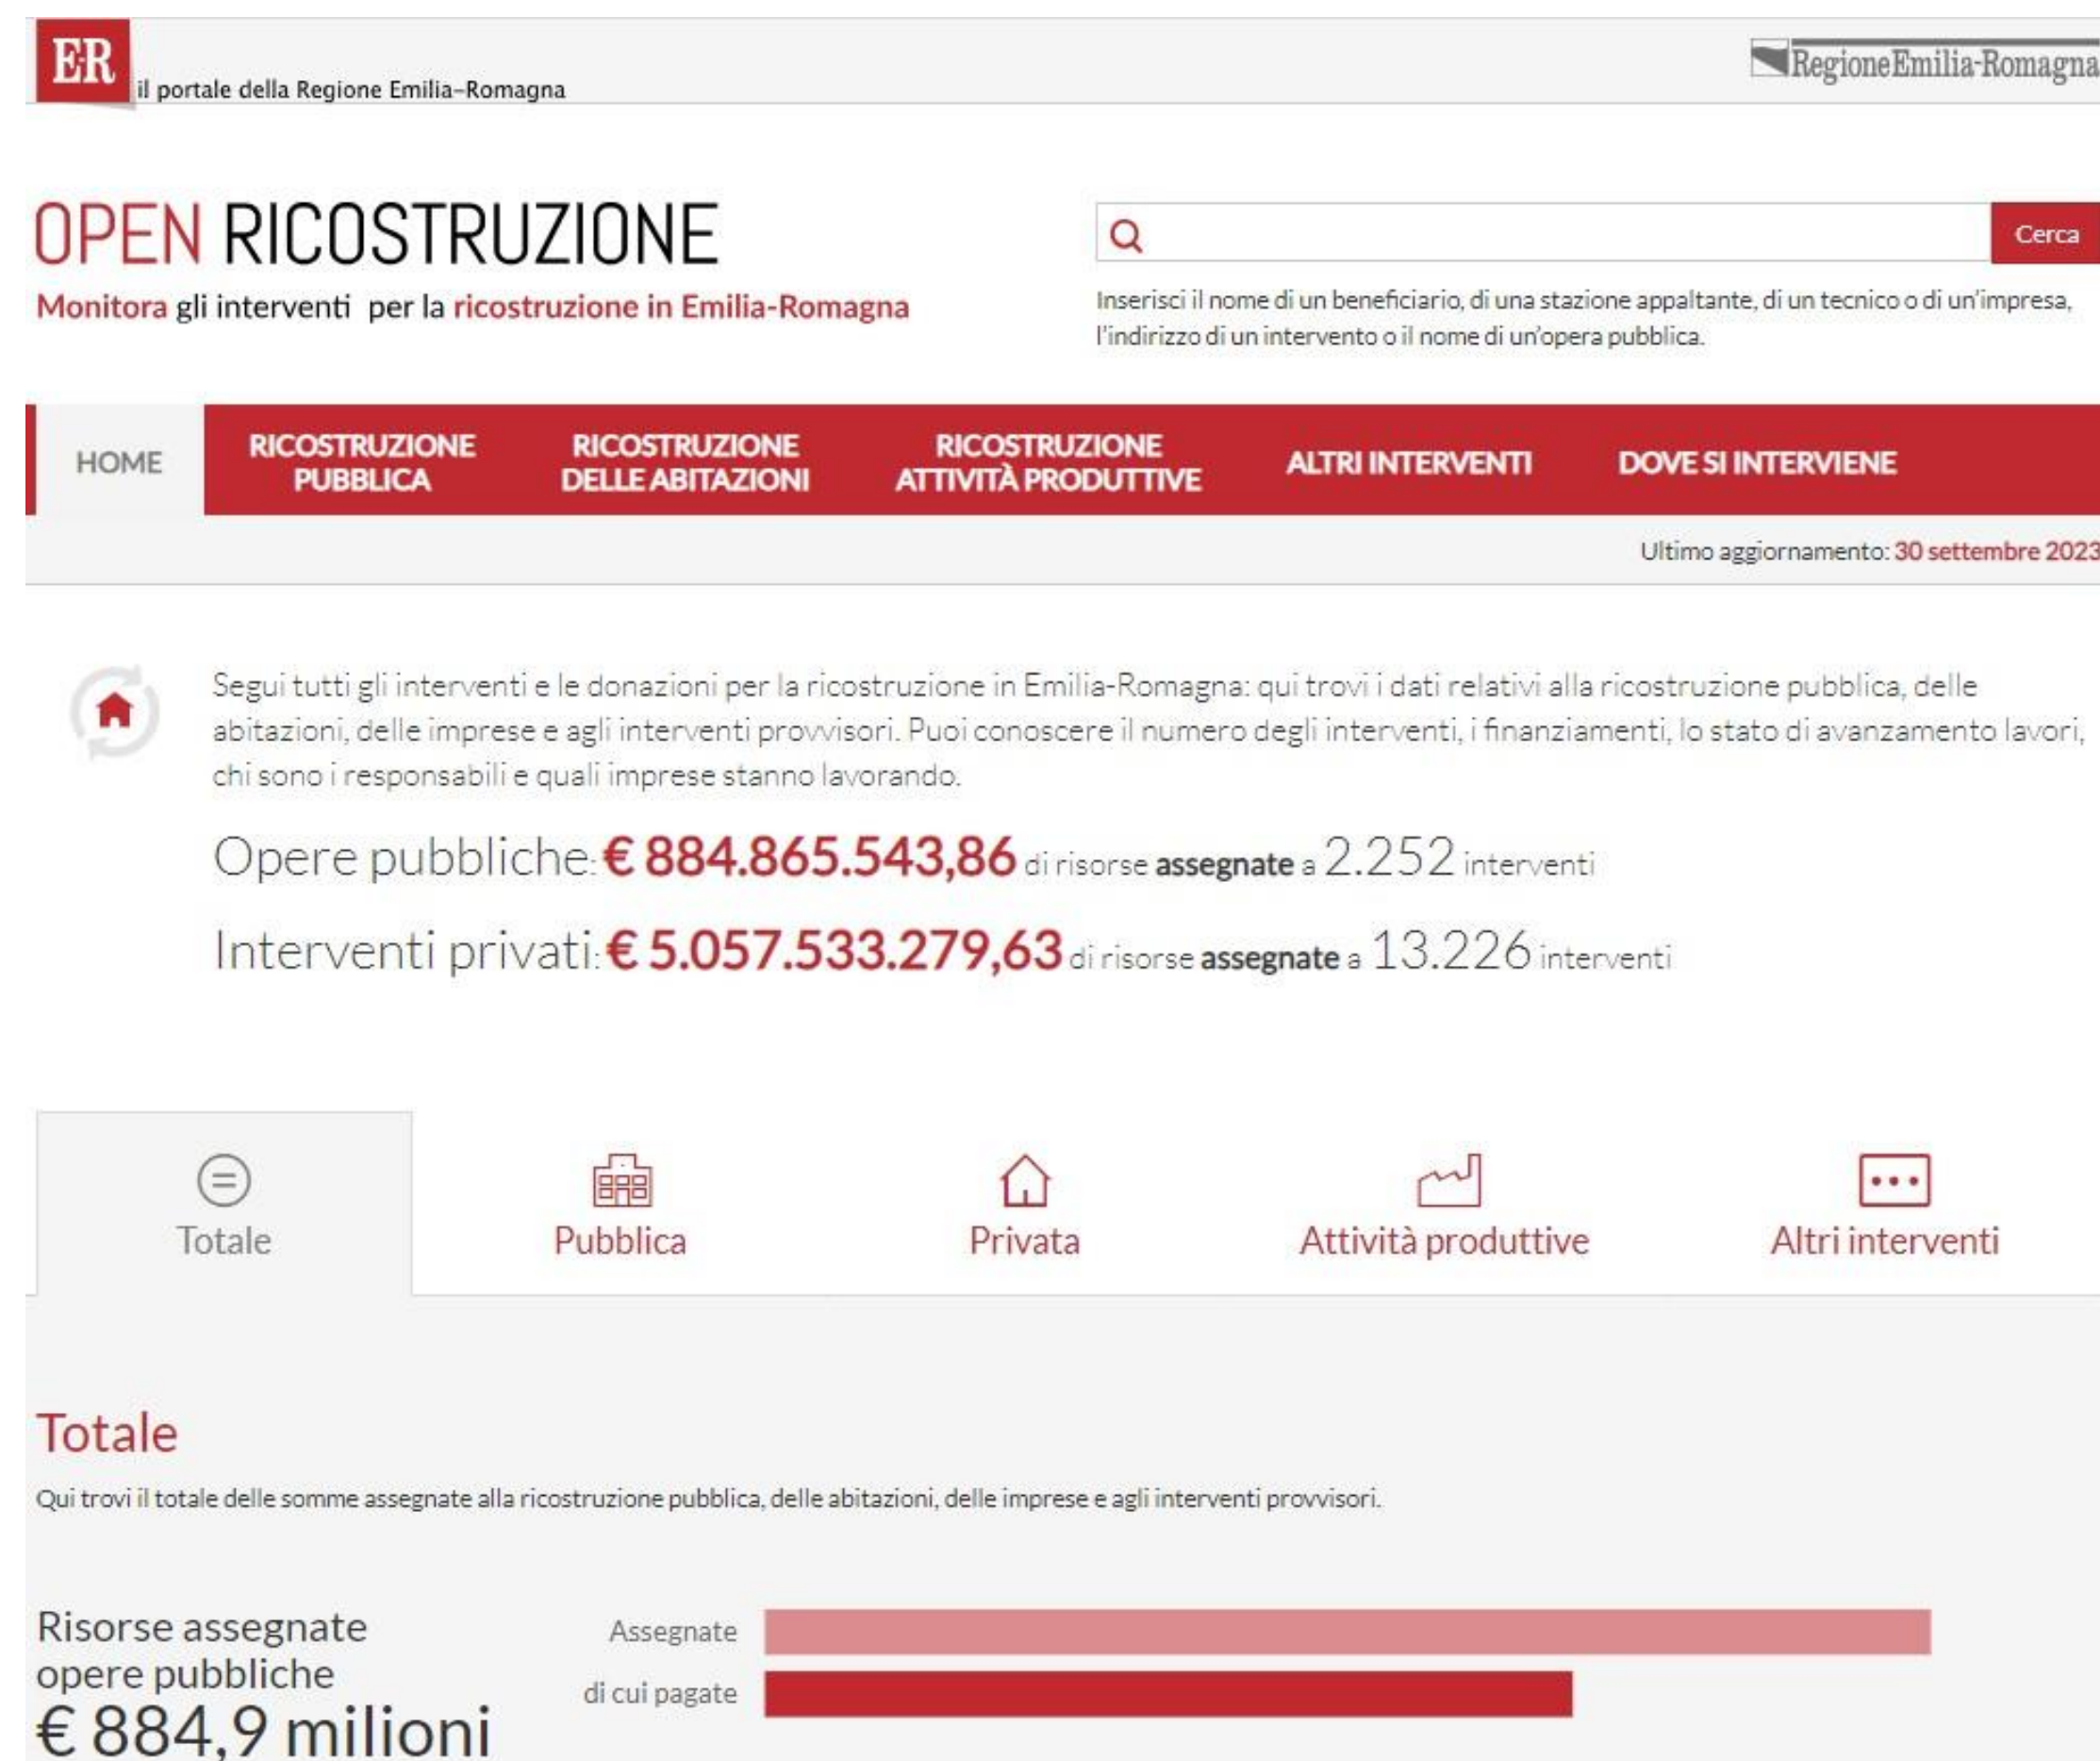 ER
il portale della Regione Emilia-Romagna
RegioneEmilia-Romagna
OPEN RICOSTRUZIONE
Monitora gli interventi per la ricostruzione in Emilia-Romagna
Cerca
Inserisci il nome di un beneficiario, di una stazione appaltante, di un tecnico o di un'impresa,
l'indirizzo di un intervento o il nome di un'opera pubblica.
HOME
RICOSTRUZIONE
PUBBLICA
RICOSTRUZIONE
DELLE ABITAZIONI
RICOSTRUZIONE
ATTIVITÀ PRODUTTIVE
ALTRI INTERVENTI
DOVE SI INTERVIENE
Ultimo aggiornamento: 30 settembre 2023
Segui tutti gli interventi e le donazioni per la ricostruzione in Emilia-Romagna: qui trovi i dati relativi alla ricostruzione pubblica, delle
abitazioni, delle imprese e agli interventi provvisori. Puoi conoscere il numero degli interventi, i finanziamenti, lo stato di avanzamento lavori,
chi sono i responsabili e quali imprese stanno lavorando.
Opere pubbliche: € 884.865.543,86 di risorse assegnate a 2.252 interventi
Interventi privati: € 5.057.533.279,63 di risorse assegnate a 13.226 interventi
Totale
Pubblica
Privata
Attività produttive
Altri interventi
Totale
Qui trovi il totale delle somme assegnate alla ricostruzione pubblica, delle abitazioni, delle imprese e agli interventi provvisori.
Risorse assegnate
opere pubbliche
€ 884,9 milioni
Assegnate
di cui pagate